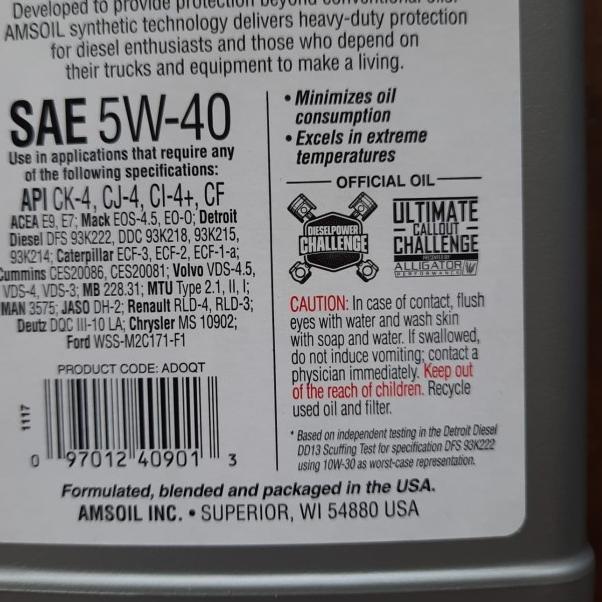 Developed to provide protection beyond conventional oils.
AMSOIL synthetic technology delivers heavy-duty protection
for diesel enthusiasts and those who depend on
their trucks and equipment to make a living.
SAE 5W-40
Use in applications that require any
of the following specifications:
API CK-4, CJ-4, CI-4+, CF
ACEA E9, E7; Mack EOS-4.5, EO-O; Detroit
Diesel DFS 93K222, DDC 93K218, 93K215,
93K214; Caterpillar ECF-3, ECF-2, ECF-1-a;
Cummins CES20086, CES20081; Volvo VDS-4.5,
VDS-4, VDS-3; MB 228.31; MTU Type 2.1, II, I;
MAN 3575; JASO DH-2; Renault RLD-4, RLD-3;
Deutz DQC III-10 LA; Chrysler MS 10902;
Ford WSS-M2C171-F1
PRODUCT CODE: ADOQT
1117
0 97012 40901 3
• Minimizes oil
consumption
• Excels in extreme
temperatures
OFFICIAL OIL
DIESELPOWER
CHALLENGE
ULTIMATE
CALLOUT
CHALLENGE
PRESENTED BY
ALLIGATOR
PERFORMANCE
CAUTION: In case of contact, flush
eyes with water and wash skin
with soap and water. If swallowed,
do not induce vomiting; contact a
physician immediately. Keep out
of the reach of children. Recycle
used oil and filter.
* Based on independent testing in the Detroit Diesel
DD13 Scuffing Test for specification DFS 93K222
using 10W-30 as worst-case representation.
Formulated, blended and packaged in the USA.
AMSOIL INC. • SUPERIOR, WI 54880 USA